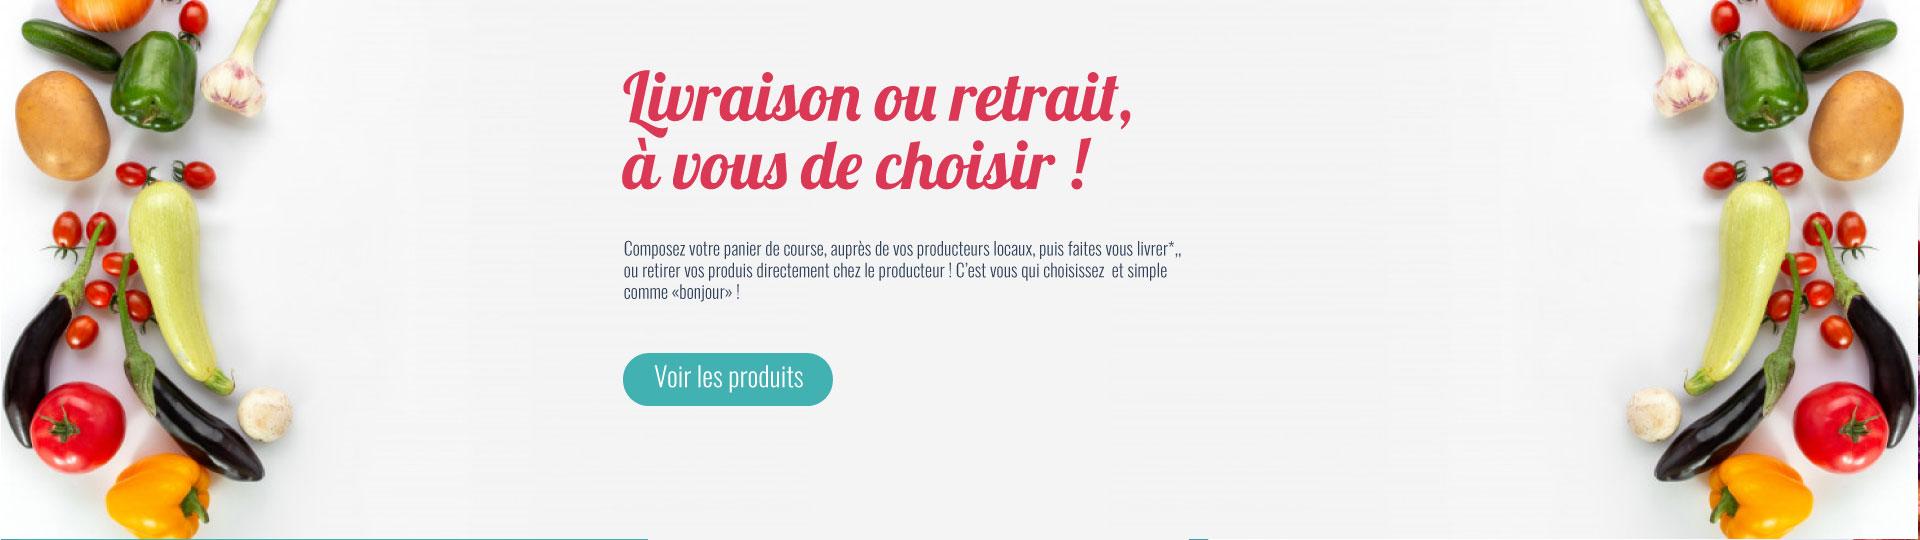 Livraison ou retrait,
à vous de choisir !
Composez votre panier de course, auprès de vos producteurs locaux, puis faites vous livrer*,,
ou retirer vos produis directement chez le producteur ! C'est vous qui choisissez  et simple
comme «bonjour» !
Voir les produits